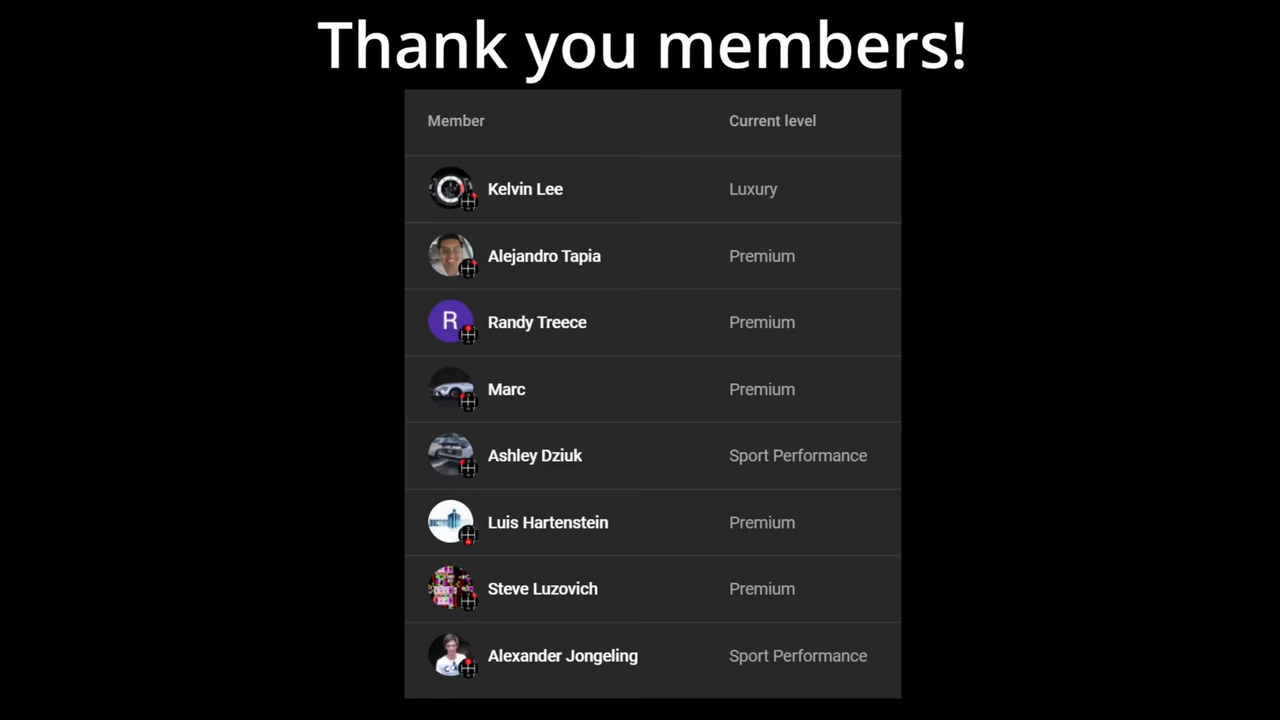 Thank you members!
Member Current level
Kelvin Lee Luxury
Alejandro Tapia Premium
R Randy Treece Premium
Marc Premium
Ashley Dziuk Sport Performance
Luis Hartenstein Premium
Steve Luzovich Premium
Alexander Jongeling Sport Performance